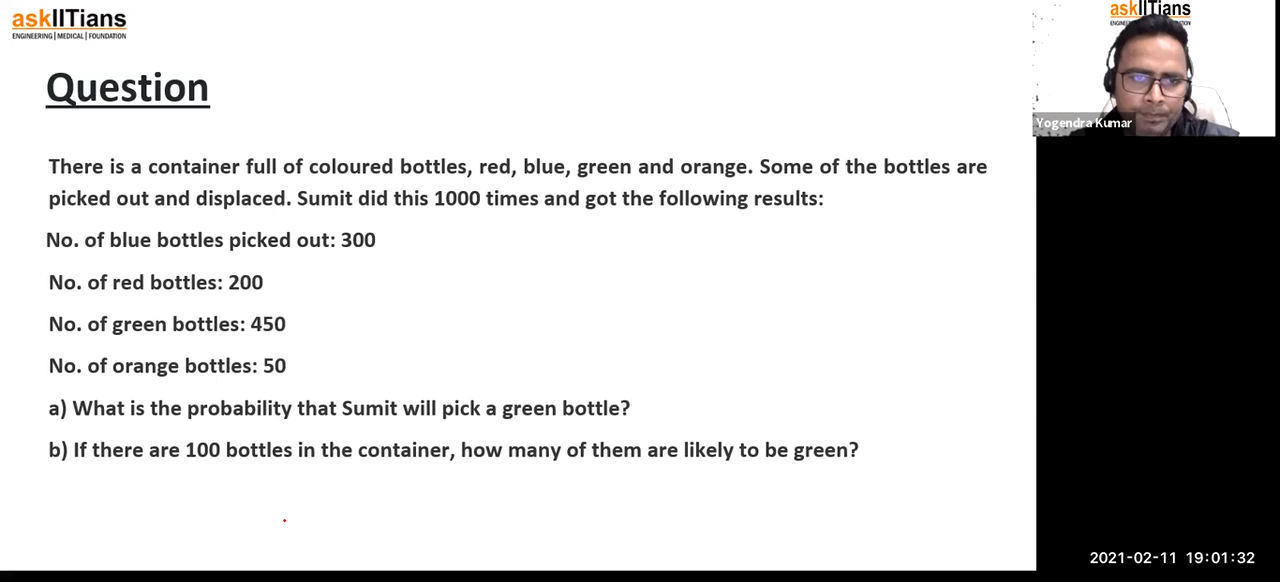 askIITians
ENGINEERING | MEDICAL | FOUNDATION
Question
There is a container full of coloured bottles, red, blue, green and orange. Some of the bottles are
picked out and displaced. Sumit did this 1000 times and got the following results:
No. of blue bottles picked out: 300
No. of red bottles: 200
No. of green bottles: 450
No. of orange bottles: 50
a) What is the probability that Sumit will pick a green bottle?
b) If there are 100 bottles in the container, how many of them are likely to be green?
askIITians
Yogendra Kumar
2021-02-11 19:01:32